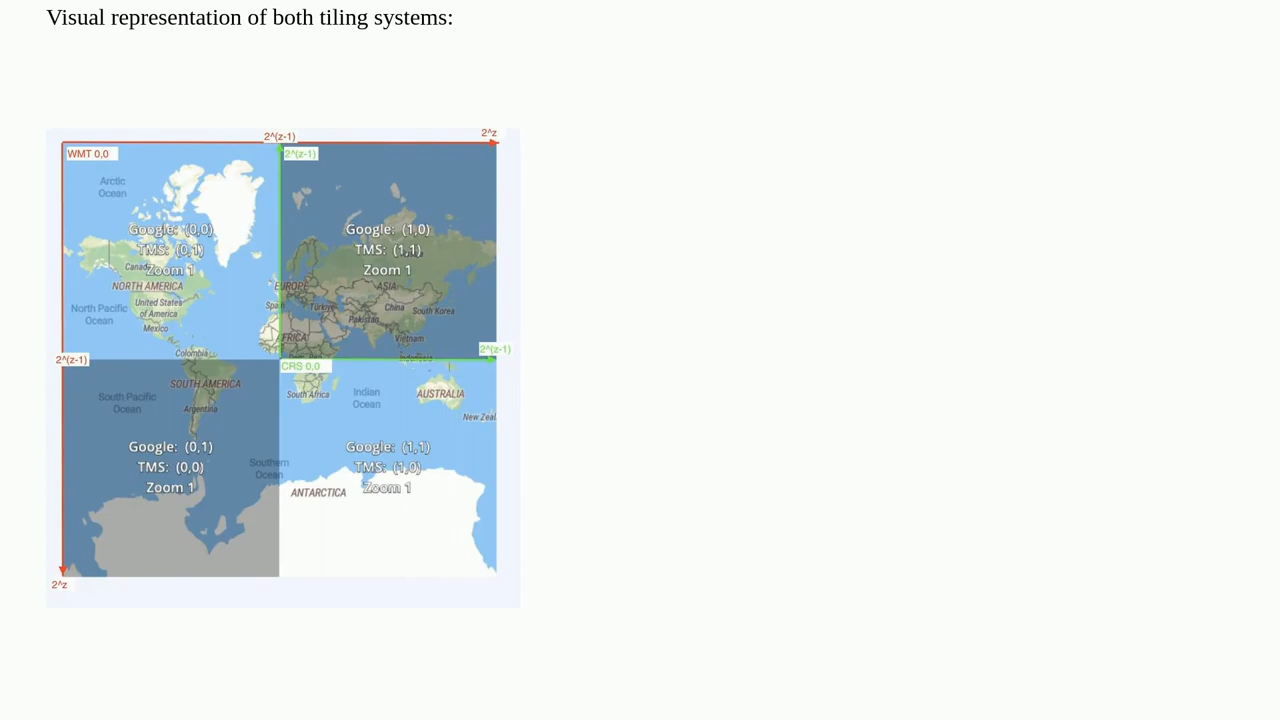 Visual representation of both tiling systems:
2^(z-1)
2^z
WMT 0,0
2^(z-1)
Arctic
Ocean
Google: (0,0)
TMS: (0,1)
Zoom 1
Google: (1,0)
TMS: (1,1)
Zoom 1
NORTH AMERICA
EUROPE
ASIA
United States
of America
North Pacific
Ocean
Mexico
Türkiye
China
South Korea
Pakistan
Vietnam
FRICA
Colombia
2^(z-1)
2^(z-1)
CRS 0,0
SOUTH AMERICA
South Pacific
Ocean
Argentina
South Africa
Indian
Ocean
AUSTRALIA
New Zeal
Google: (0,1)
TMS: (0,0)
Zoom 1
Google: (1,1)
TMS: (1,0)
Zoom 1
Southern
Ocean
ANTARCTICA
2^z